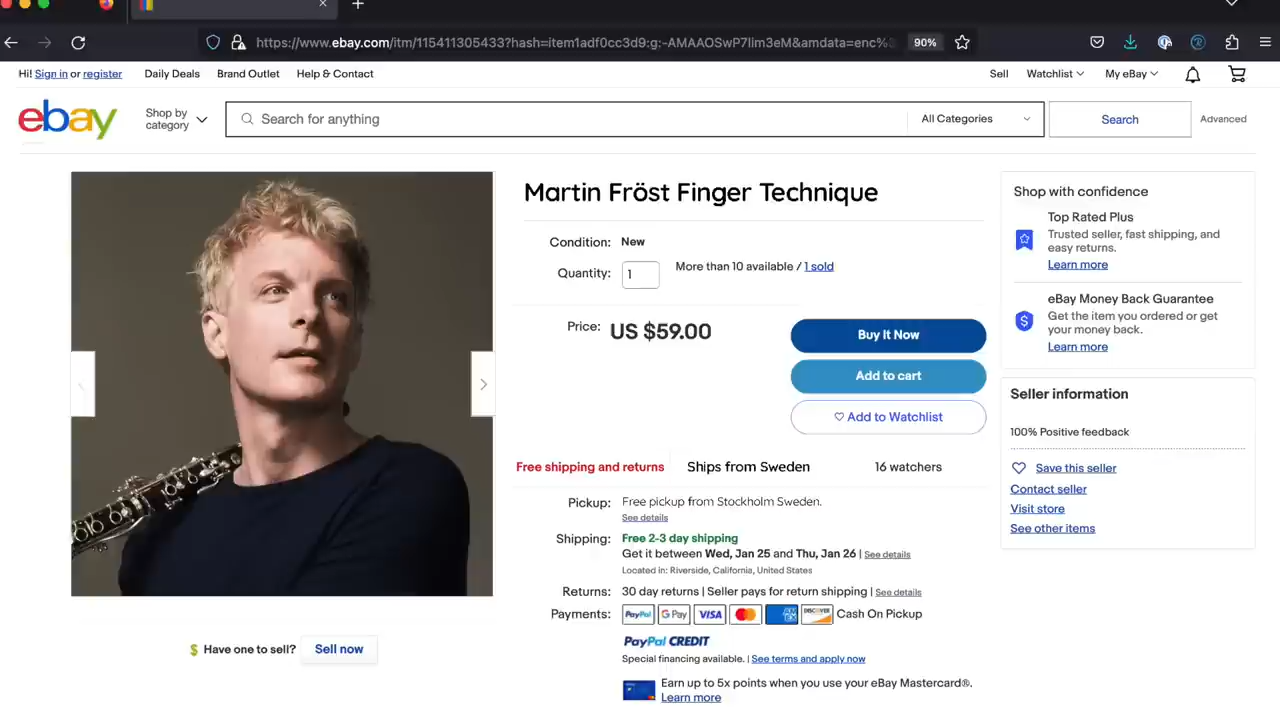 https://www.ebay.com/itm/115411305433?hash=item1adf0cc3d9:g:-AMAAOSwP7lim3eM&amdata=enc%
90%
Hi! Sign in or register
Daily Deals
Brand Outlet
Help & Contact
Sell
Watchlist
My eBay
ebay
Shop by
category
Search for anything
All Categories
Search
Advanced
Martin Fröst Finger Technique
Condition: New
Quantity: 1
More than 10 available / 1 sold
Price: US $59.00
Buy It Now
Add to cart
Add to Watchlist
Free shipping and returns
Ships from Sweden
16 watchers
Pickup: Free pickup from Stockholm Sweden.
See details
Shipping: Free 2-3 day shipping
Get it between Wed, Jan 25 and Thu, Jan 26 | See details
Located in: Riverside, California, United States
Returns: 30 day returns | Seller pays for return shipping | See details
Payments: PayPal G Pay VISA DISCOVER Cash On Pickup
PayPal CREDIT
Special financing available. | See terms and apply now
Earn up to 5x points when you use your eBay Mastercard®.
Learn more
$ Have one to sell? Sell now
Shop with confidence
Top Rated Plus
Trusted seller, fast shipping, and
easy returns.
Learn more
eBay Money Back Guarantee
$
Get the item you ordered or get
your money back.
Learn more
Seller information
100% Positive feedback
Save this seller
Contact seller
Visit store
See other items